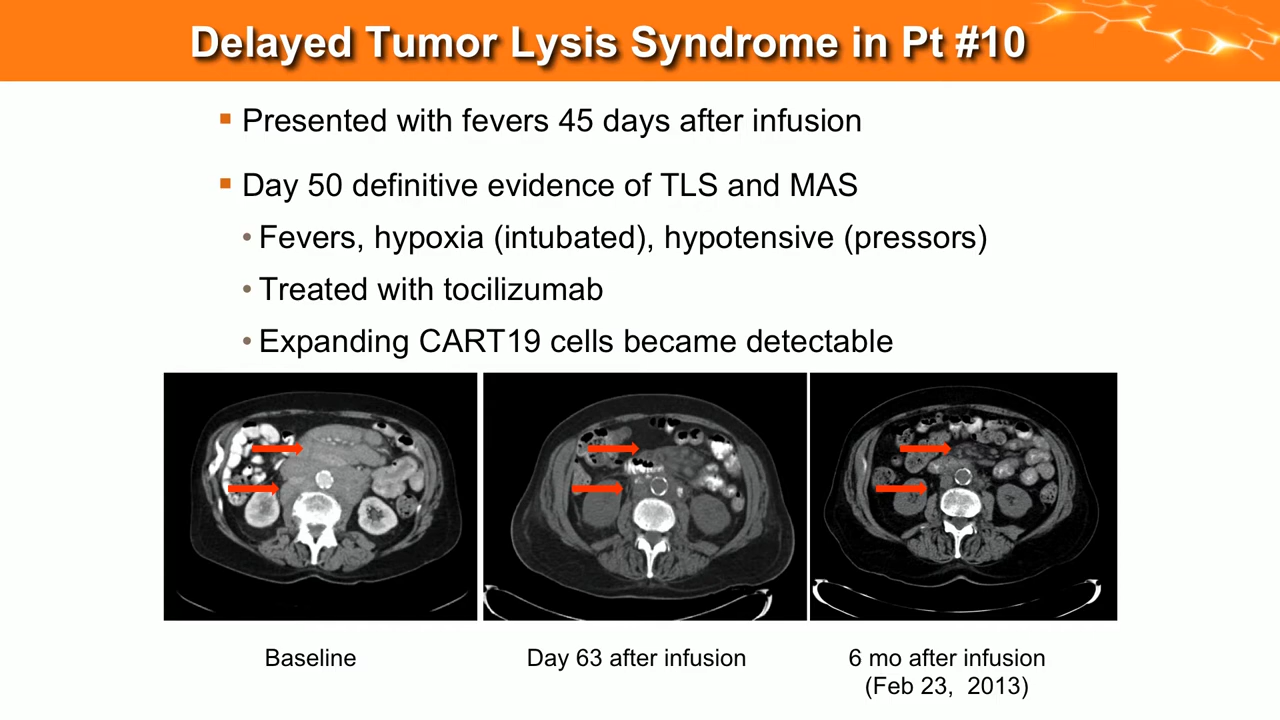 Delayed Tumor Lysis Syndrome in Pt #10
Presented with fevers 45 days after infusion
Day 50 definitive evidence of TLS and MAS
Fevers, hypoxia (intubated), hypotensive (pressors)
Treated with tocilizumab
Expanding CART19 cells became detectable
Baseline
Day 63 after infusion
6 mo after infusion
(Feb 23, 2013)